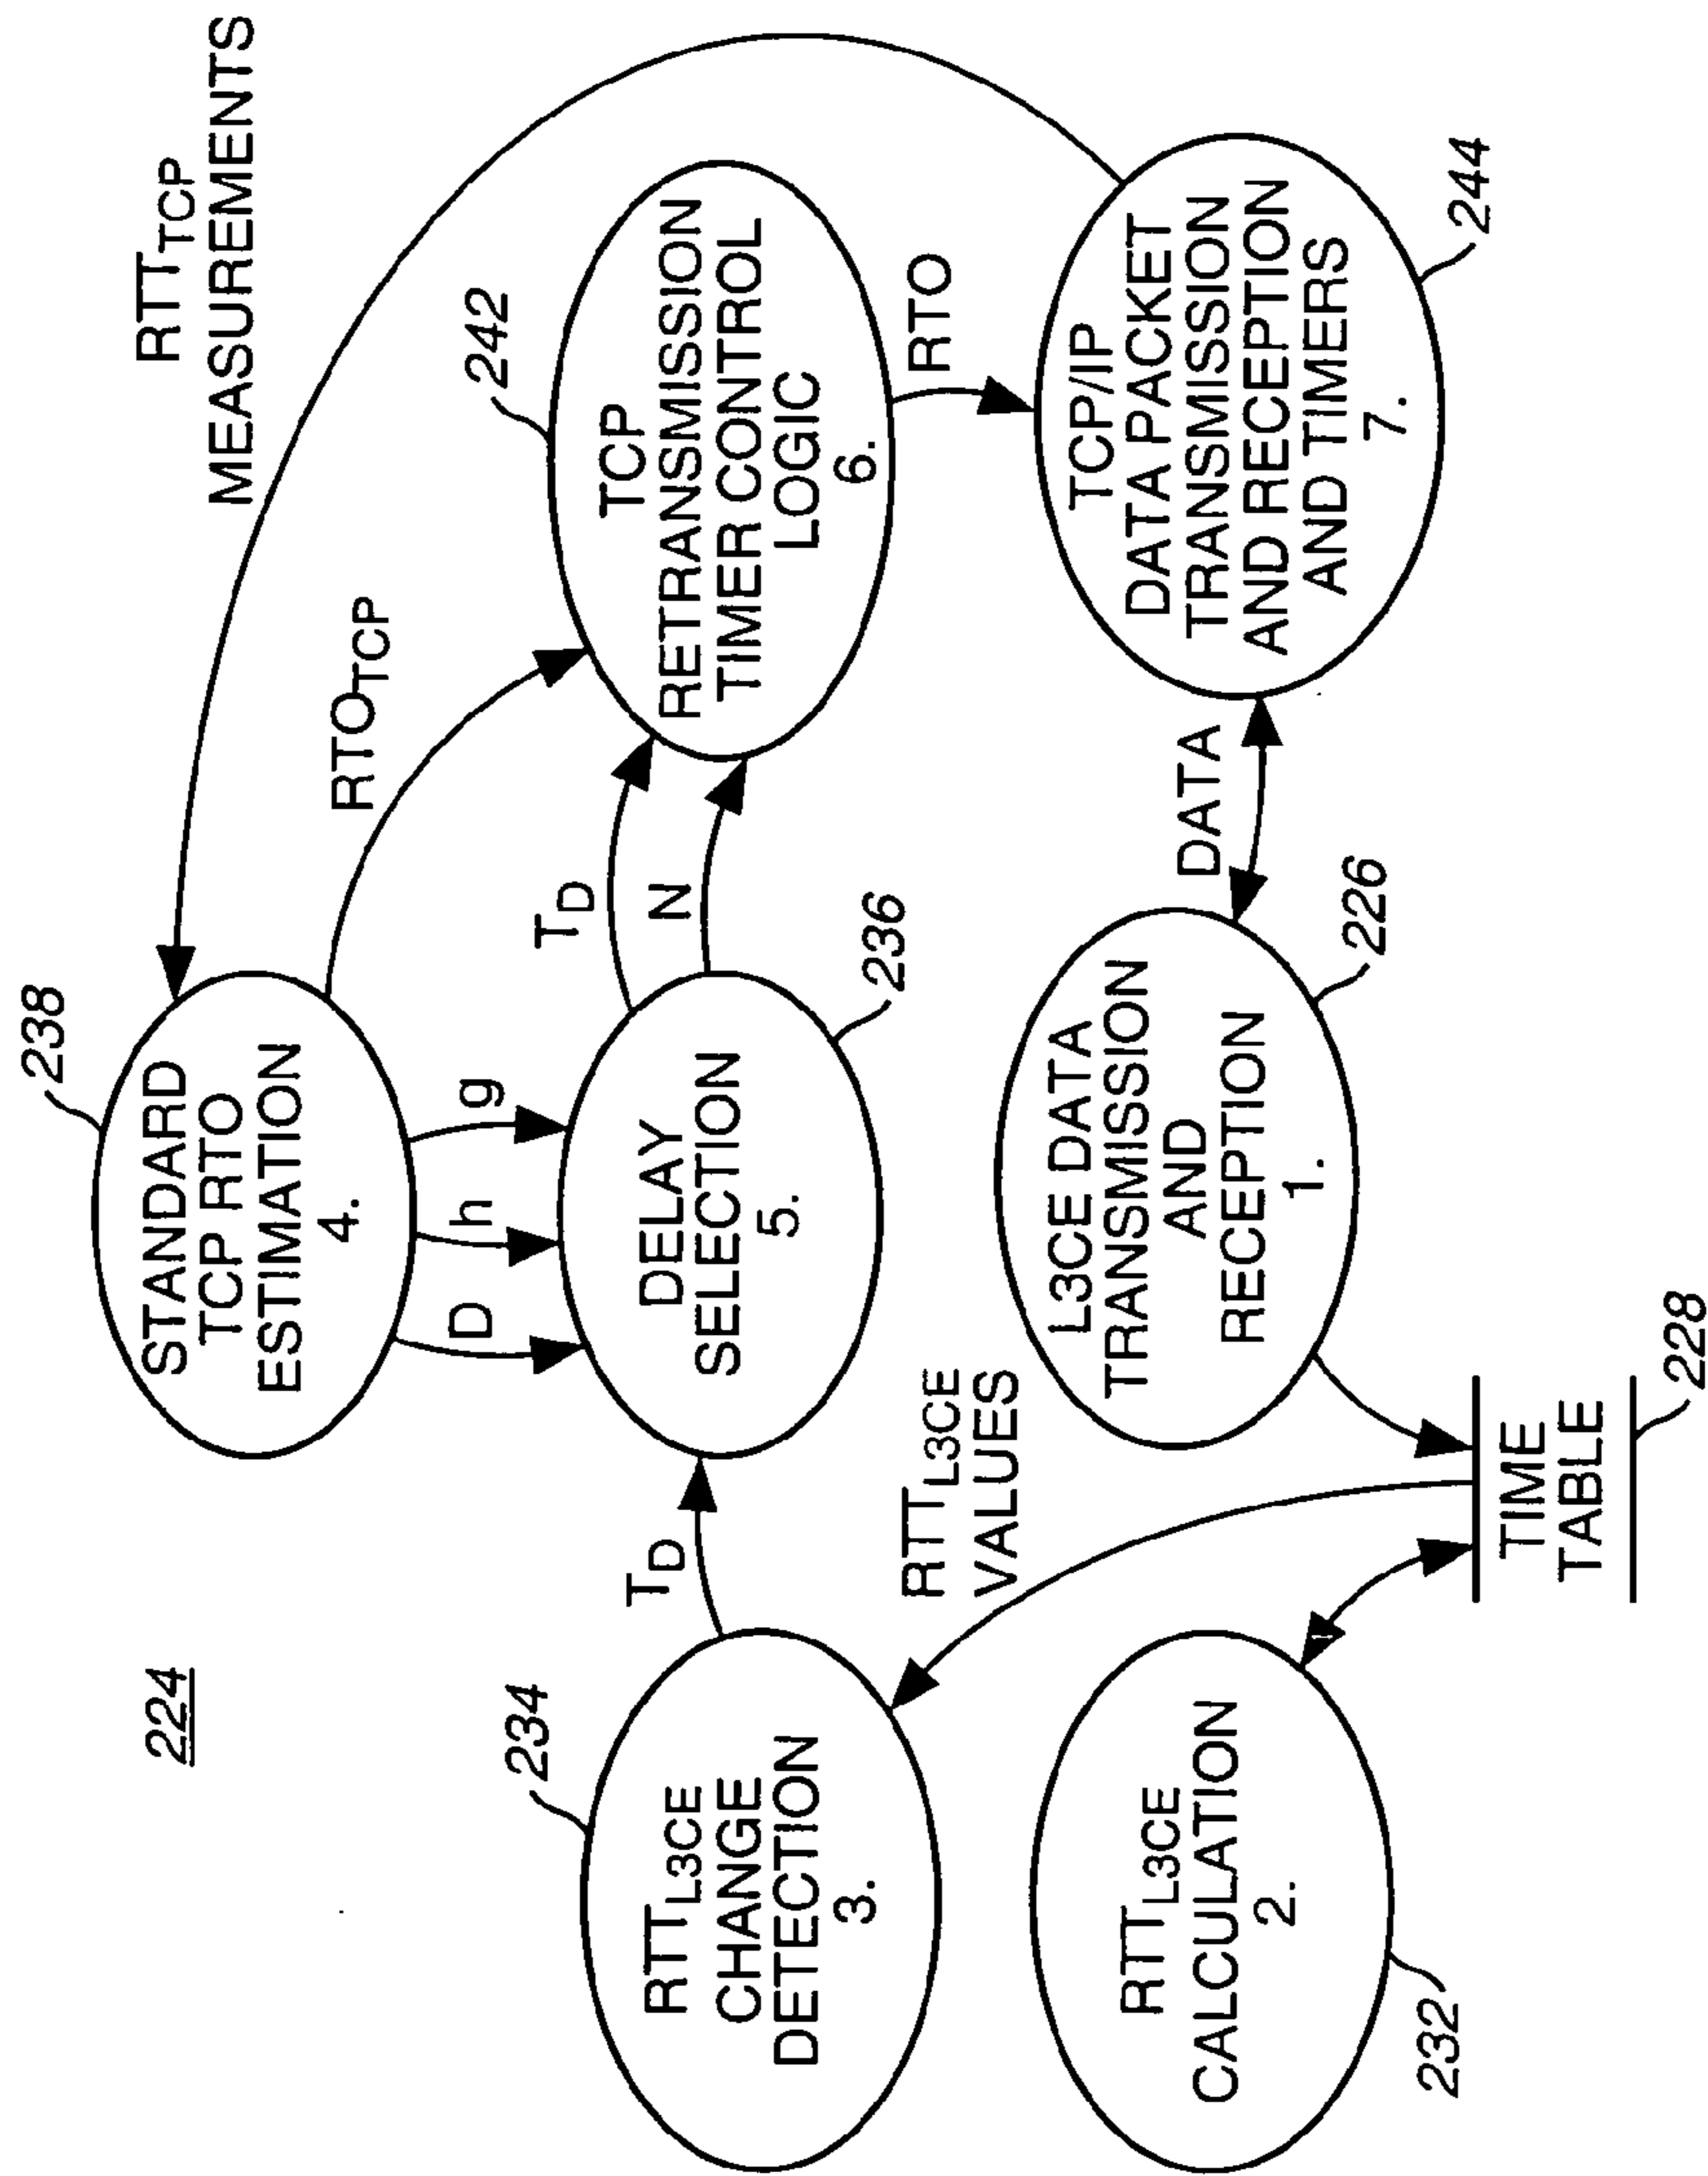 224
RTT_TCP
MEASUREMENTS
238
STANDARD
TCP RTO
ESTIMATION
4.
RTO_TCP
242
TCP
RETRANSMISSION
TIMER CONTROL
LOGIC
6.
D
h
g
T_D
N
234
RTT_L3CE
CHANGE
DETECTION
3.
T_D
DELAY
SELECTION
5.
236
RTO
RTT_L3CE
VALUES
RTT_L3CE
CALCULATION
2.
232
L3CE DATA
TRANSMISSION
AND
RECEPTION
1.
226
DATA
TCP/IP
DATA PACKET
TRANSMISSION
AND RECEPTION
AND TIMERS
7.
244
TIME
TABLE
228